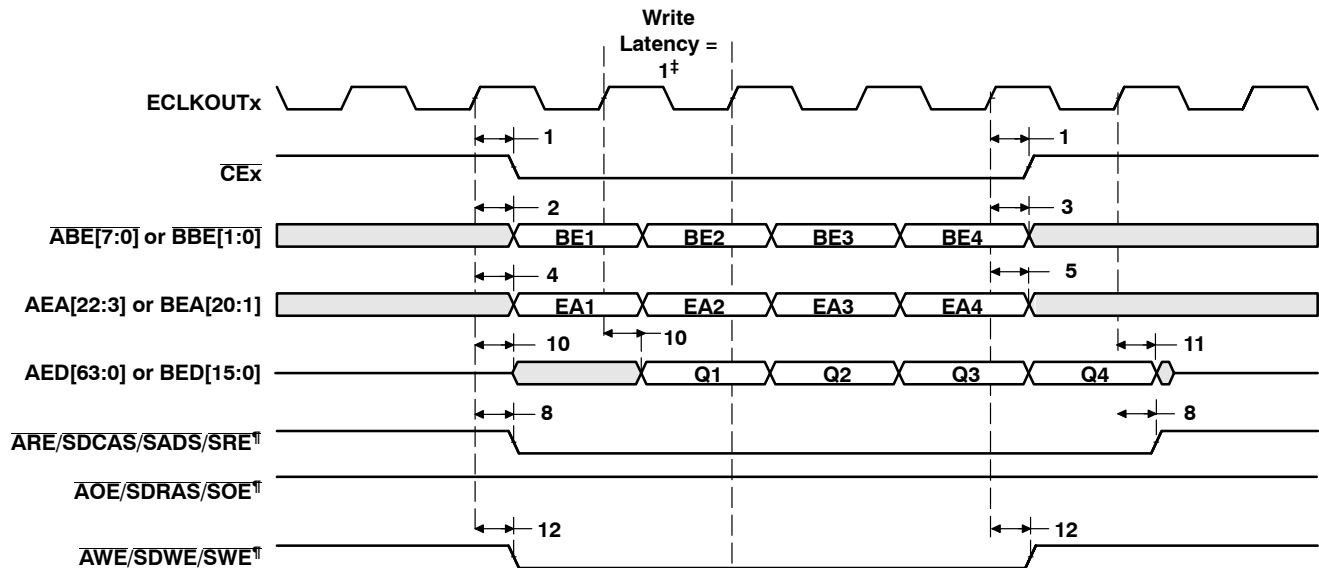 Write
Latency =
1‡
ECLKOUTx
1 1
CEx
2 3
ABE[7:0] or BBE[1:0]
BE1 BE2 BE3 BE4
4 5
AEA[22:3] or BEA[20:1]
EA1 EA2 EA3 EA4
10 10 11
AED[63:0] or BED[15:0]
Q1 Q2 Q3 Q4
8 8
ARE/SDCAS/SADS/SRE¶
AOE/SDRAS/SOE¶
12 12
AWE/SDWE/SWE¶